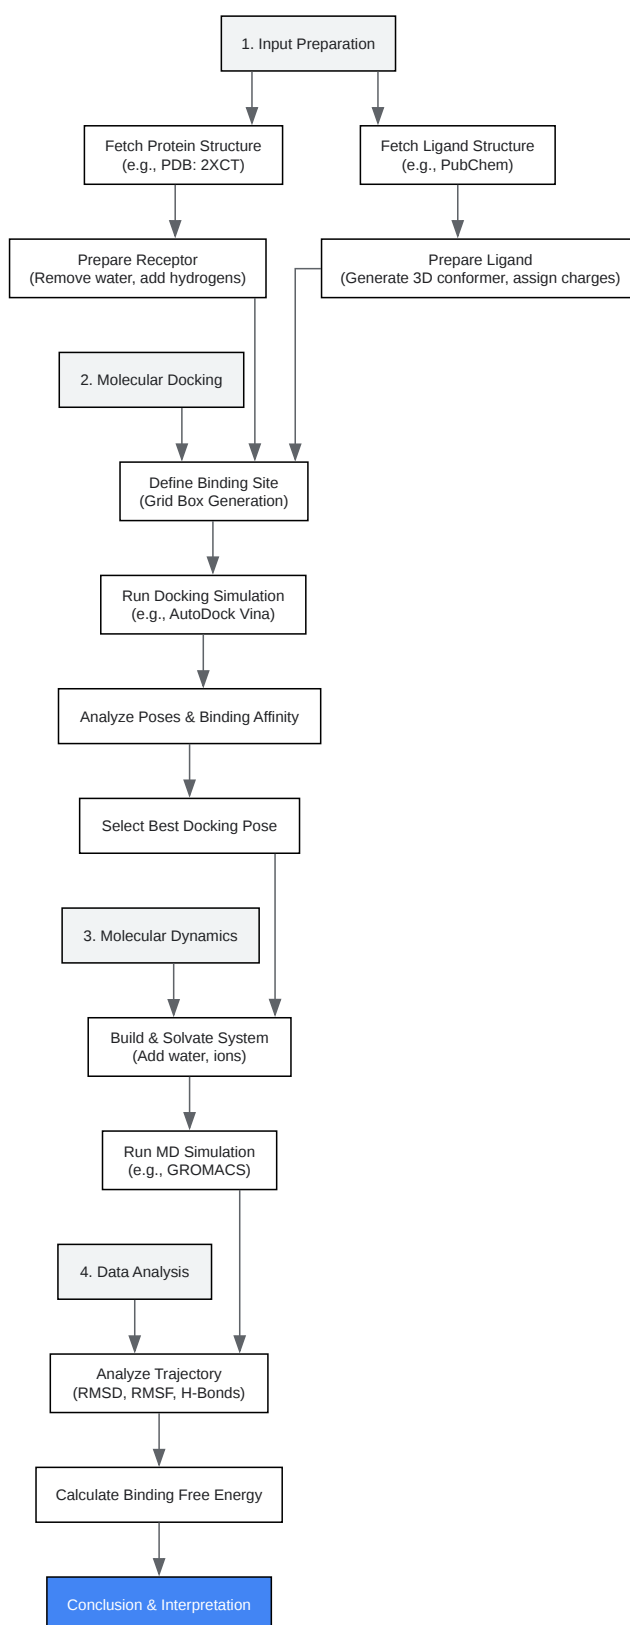 1. Input Preparation
Fetch Protein Structure
(e.g., PDB: 2XCT)
Fetch Ligand Structure
(e.g., PubChem)
Prepare Receptor
(Remove water, add hydrogens)
Prepare Ligand
(Generate 3D conformer, assign charges)
2. Molecular Docking
Define Binding Site
(Grid Box Generation)
Run Docking Simulation
(e.g., AutoDock Vina)
Analyze Poses & Binding Affinity
Select Best Docking Pose
3. Molecular Dynamics
Build & Solvate System
(Add water, ions)
Run MD Simulation
(e.g., GROMACS)
4. Data Analysis
Analyze Trajectory
(RMSD, RMSF, H-Bonds)
Calculate Binding Free Energy
Conclusion & Interpretation